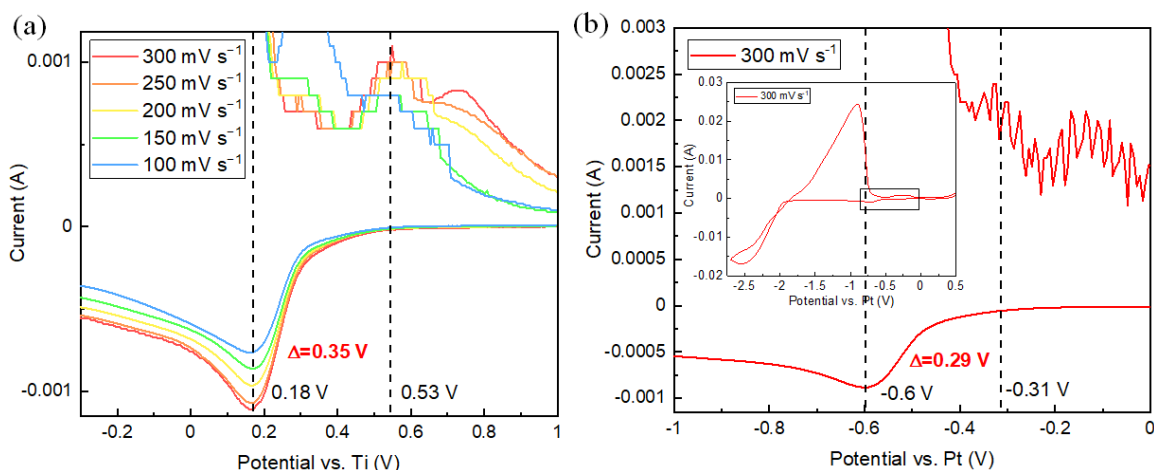 (a)
300 mV s⁻¹
250 mV s⁻¹
200 mV s⁻¹
150 mV s⁻¹
100 mV s⁻¹
Current (A)
0.001
0
-0.001
Δ=0.35 V
0.18 V
0.53 V
-0.2 0 0.2 0.4 0.6 0.8 1
Potential vs. Ti (V)
(b)
300 mV s⁻¹
Current (A)
0.003
0.0025
0.002
0.0015
0.001
0.0005
0
-0.0005
-0.001
300 mV s⁻¹
Current (A)
0.03
0.02
0.01
0
-0.01
-0.02
-2.5 -2 -1.5 -1 -0.5 0 0.5
Potential vs. Pt (V)
Δ=0.29 V
-0.6 V
-0.31 V
-1 -0.8 -0.6 -0.4 -0.2 0
Potential vs. Pt (V)